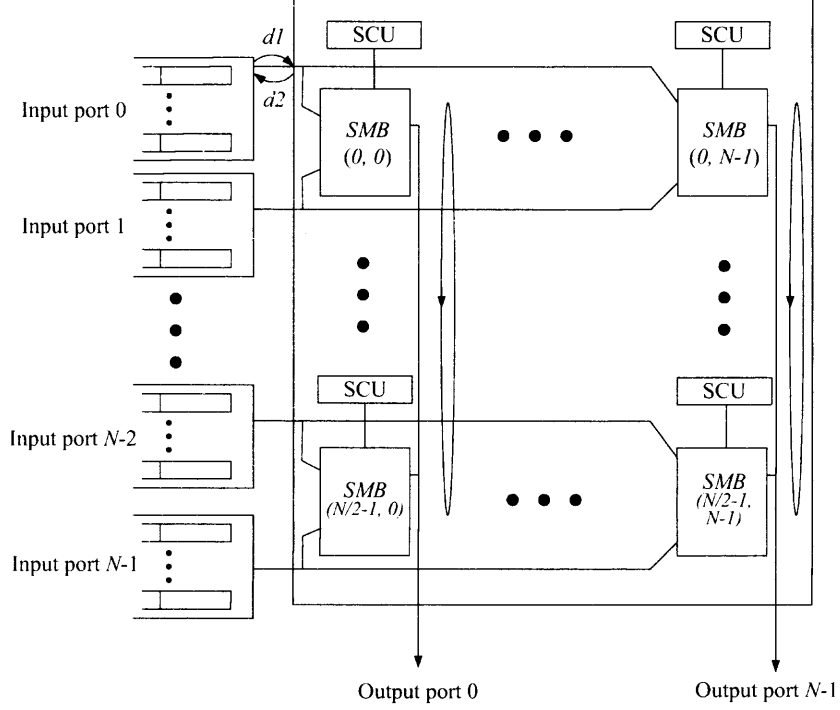 SCU
SCU
d1
d2
Input port 0
SMB
(0, 0)
SMB
(0, N-1)
Input port 1
SCU
SCU
Input port N-2
SMB
(N/2-1, 0)
SMB
(N/2-1,
N-1)
Input port N-1
Output port 0
Output port N-1